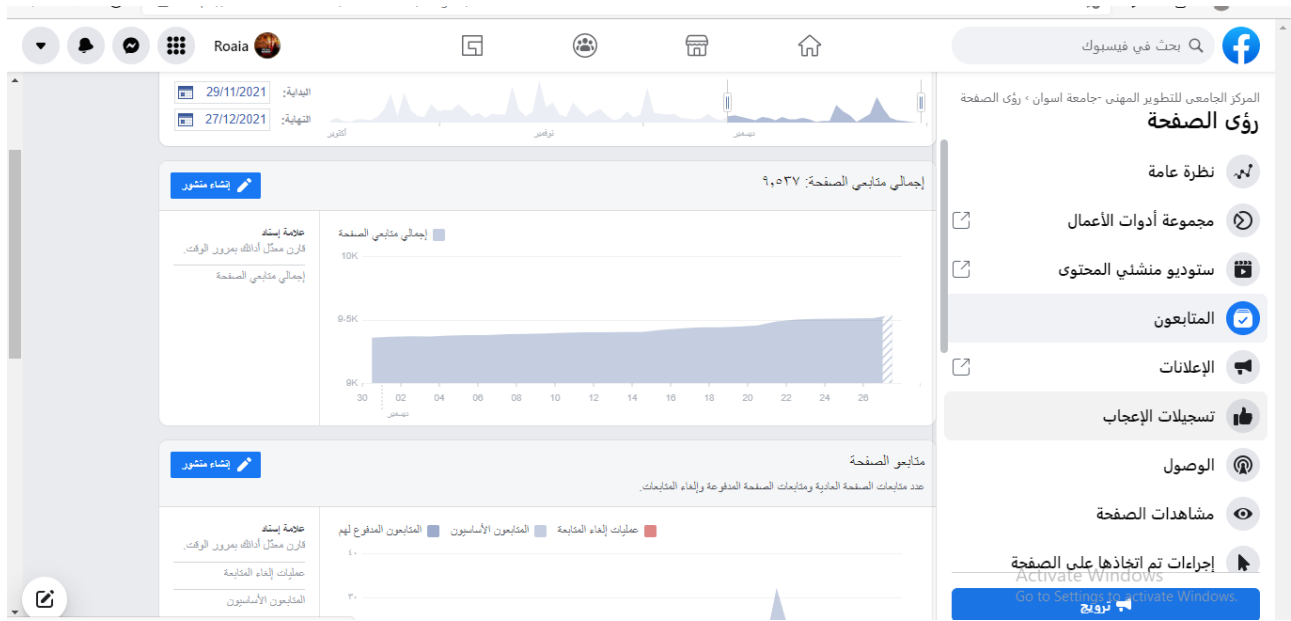 بحث في فيسبوك
Roaia
المركز الجامعى للتطوير المهنى -جامعة اسوان › رؤى الصفحة
رؤى الصفحة
نظرة عامة
مجموعة أدوات الأعمال
ستوديو منشئي المحتوى
المتابعون
الإعلانات
تسجيلات الإعجاب
الوصول
مشاهدات الصفحة
إجراءات تم اتخاذها على الصفحة
ترويج
Activate Windows
Go to Settings to activate Windows.
البداية: 29/11/2021
النهاية: 27/12/2021
أكتوبر نوفمبر ديسمبر
إجمالي متابعي الصفحة: ٩,٥٣٧
إنشاء منشور
إجمالي متابعي الصفحة
10K
9-5K
9K
30 02 04 06 08 10 12 14 16 18 20 22 24 26
ديسمبر
علامة إسناد
قارن معدّل أدائك بمرور الوقت.
إجمالي متابعي الصفحة
متابعو الصفحة
عدد متابعات الصفحة العادية ومتابعات الصفحة المدفوعة وإلغاء المتابعات.
إنشاء منشور
عمليات إلغاء المتابعة المتابعون الأساسيون المتابعون المدفوع لهم
٤٠
٣٠
علامة إسناد
قارن معدّل أدائك بمرور الوقت.
عمليات إلغاء المتابعة
المتابعون الأساسيون